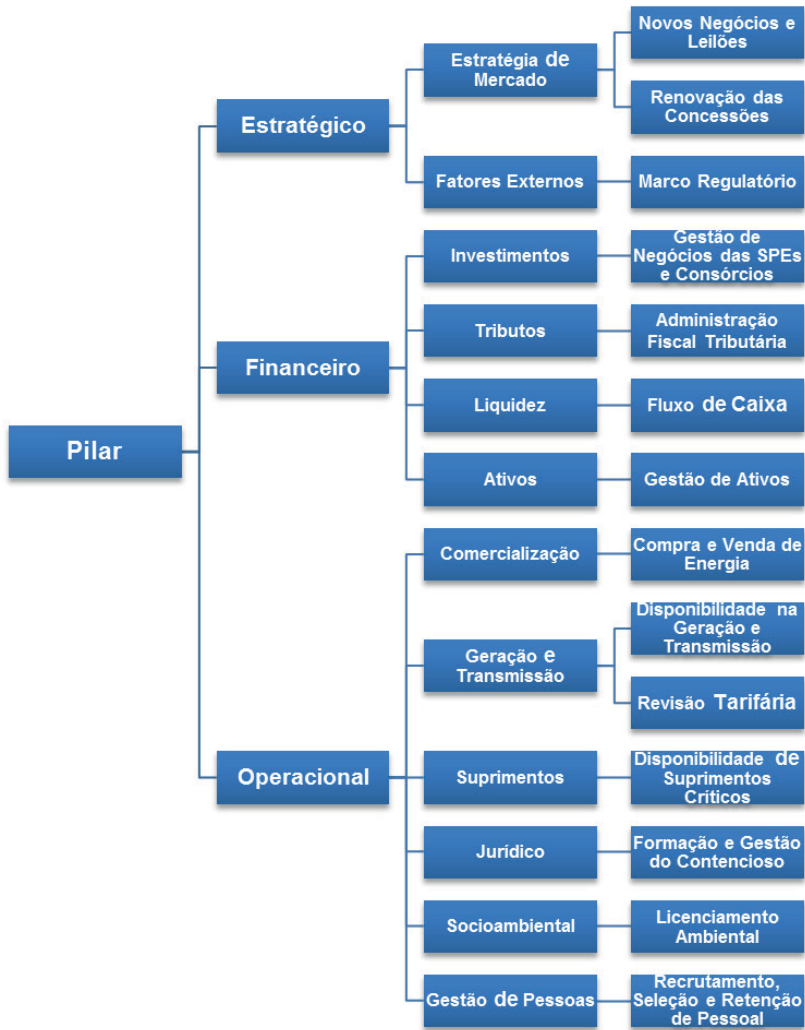 Pilar
Estratégico
Estratégia de
Mercado
Novos Negócios e
Leilões
Renovação das
Concessões
Fatores Externos
Marco Regulatório
Financeiro
Investimentos
Gestão de
Negócios das SPEs
e Consórcios
Tributos
Administração
Fiscal Tributária
Liquidez
Fluxo de Caixa
Ativos
Gestão de Ativos
Operacional
Comercialização
Compra e Venda de
Energia
Geração e
Transmissão
Disponibilidade na
Geração e
Transmissão
Revisão Tarifária
Suprimentos
Disponibilidade de
Suprimentos
Críticos
Jurídico
Formação e Gestão
do Contencioso
Socioambiental
Licenciamento
Ambiental
Gestão de Pessoas
Recrutamento,
Seleção e Retenção
de Pessoal